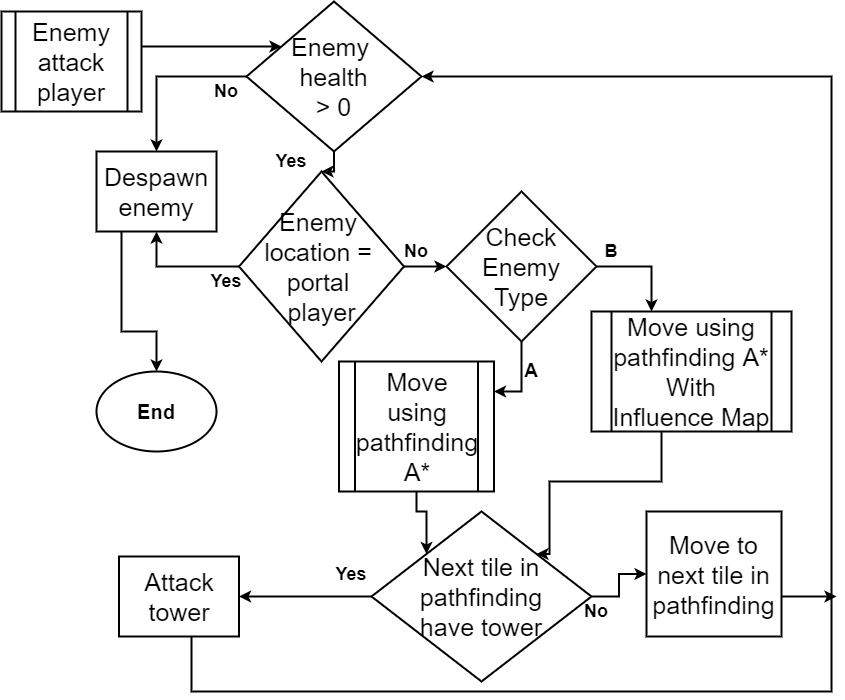 Enemy
attack
player
Enemy
health
> 0
No
Yes
Despawn
enemy
Enemy
location =
portal
player
Yes
No
Check
Enemy
Type
B
A
Move using
pathfinding A*
With
Influence Map
Move
using
pathfinding
A*
End
Next tile in
pathfinding
have tower
Yes
No
Attack
tower
Move to
next tile in
pathfinding